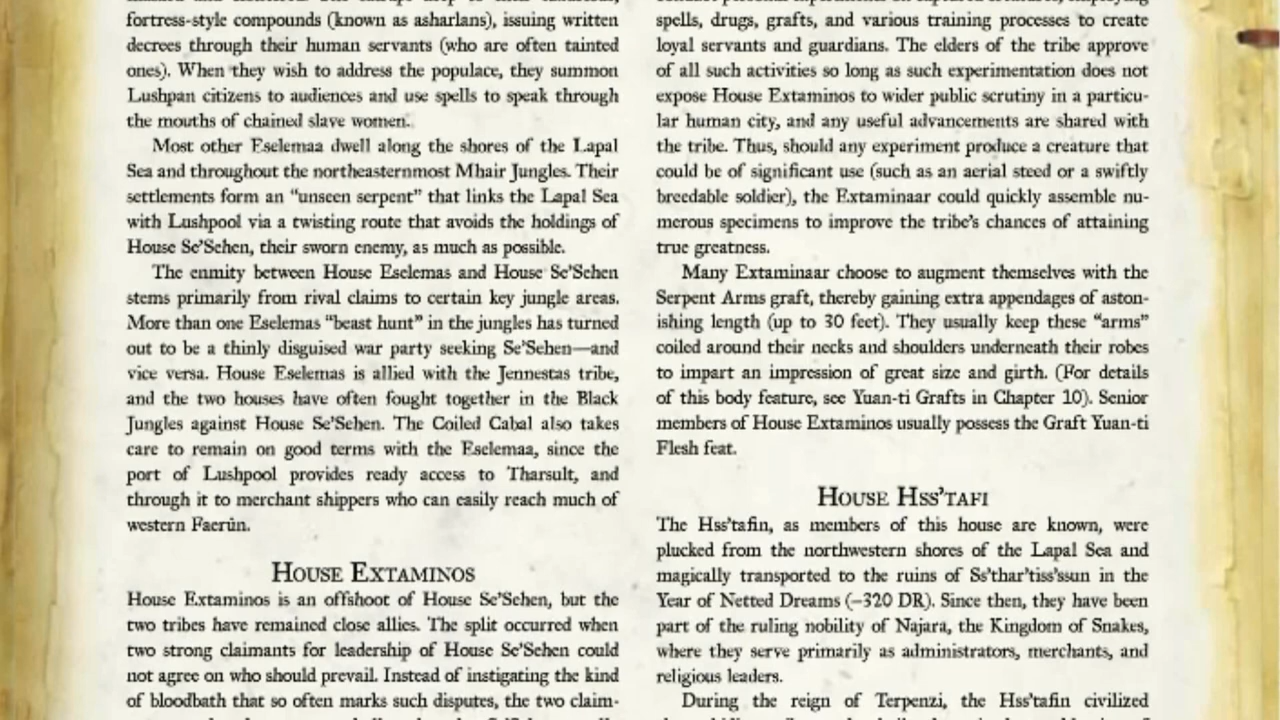 fortress-style compounds (known as asharlans), issuing written
decrees through their human servants (who are often tainted
ones). When they wish to address the populace, they summon
Lushpan citizens to audiences and use spells to speak through
the mouths of chained slave women.
Most other Eselemaa dwell along the shores of the Lapal
Sea and throughout the northeasternmost Mhair Jungles. Their
settlements form an “unseen serpent” that links the Lapal Sea
with Lushpool via a twisting route that avoids the holdings of
House Se’Sehen, their sworn enemy, as much as possible.
The enmity between House Eselemas and House Se’Sehen
stems primarily from rival claims to certain key jungle areas.
More than one Eselemas “beast hunt” in the jungles has turned
out to be a thinly disguised war party seeking Se’Sehen—and
vice versa. House Eselemas is allied with the Jennestas tribe,
and the two houses have often fought together in the Black
Jungles against House Se’Sehen. The Coiled Cabal also takes
care to remain on good terms with the Eselemaa, since the
port of Lushpool provides ready access to Tharsult, and
through it to merchant shippers who can easily reach much of
western Faerûn.
House Extaminos
House Extaminos is an offshoot of House Se’Sehen, but the
two tribes have remained close allies. The split occurred when
two strong claimants for leadership of House Se’Sehen could
not agree on who should prevail. Instead of instigating the kind
of bloodbath that so often marks such disputes, the two claim-
spells, drugs, grafts, and various training processes to create
loyal servants and guardians. The elders of the tribe approve
of all such activities so long as such experimentation does not
expose House Extaminos to wider public scrutiny in a particu-
lar human city, and any useful advancements are shared with
the tribe. Thus, should any experiment produce a creature that
could be of significant use (such as an aerial steed or a swiftly
breedable soldier), the Extaminaar could quickly assemble nu-
merous specimens to improve the tribe’s chances of attaining
true greatness.
Many Extaminaar choose to augment themselves with the
Serpent Arms graft, thereby gaining extra appendages of aston-
ishing length (up to 30 feet). They usually keep these “arms”
coiled around their necks and shoulders underneath their robes
to impart an impression of great size and girth. (For details
of this body feature, see Yuan-ti Grafts in Chapter 10). Senior
members of House Extaminos usually possess the Graft Yuan-ti
Flesh feat.
House Hss’tafi
The Hss’tafin, as members of this house are known, were
plucked from the northwestern shores of the Lapal Sea and
magically transported to the ruins of Ss’thar’tiss’ssun in the
Year of Netted Dreams (–320 DR). Since then, they have been
part of the ruling nobility of Najara, the Kingdom of Snakes,
where they serve primarily as administrators, merchants, and
religious leaders.
During the reign of Terpenzi, the Hss’tafin civilized